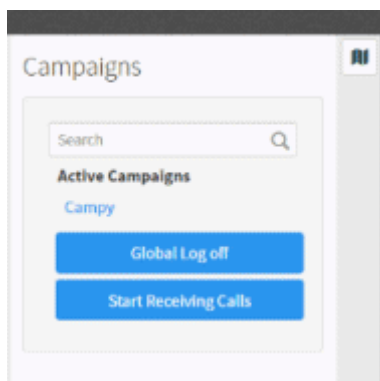 Campaigns
Search
Active Campaigns
Campy
Global Log off
Start Receiving Calls